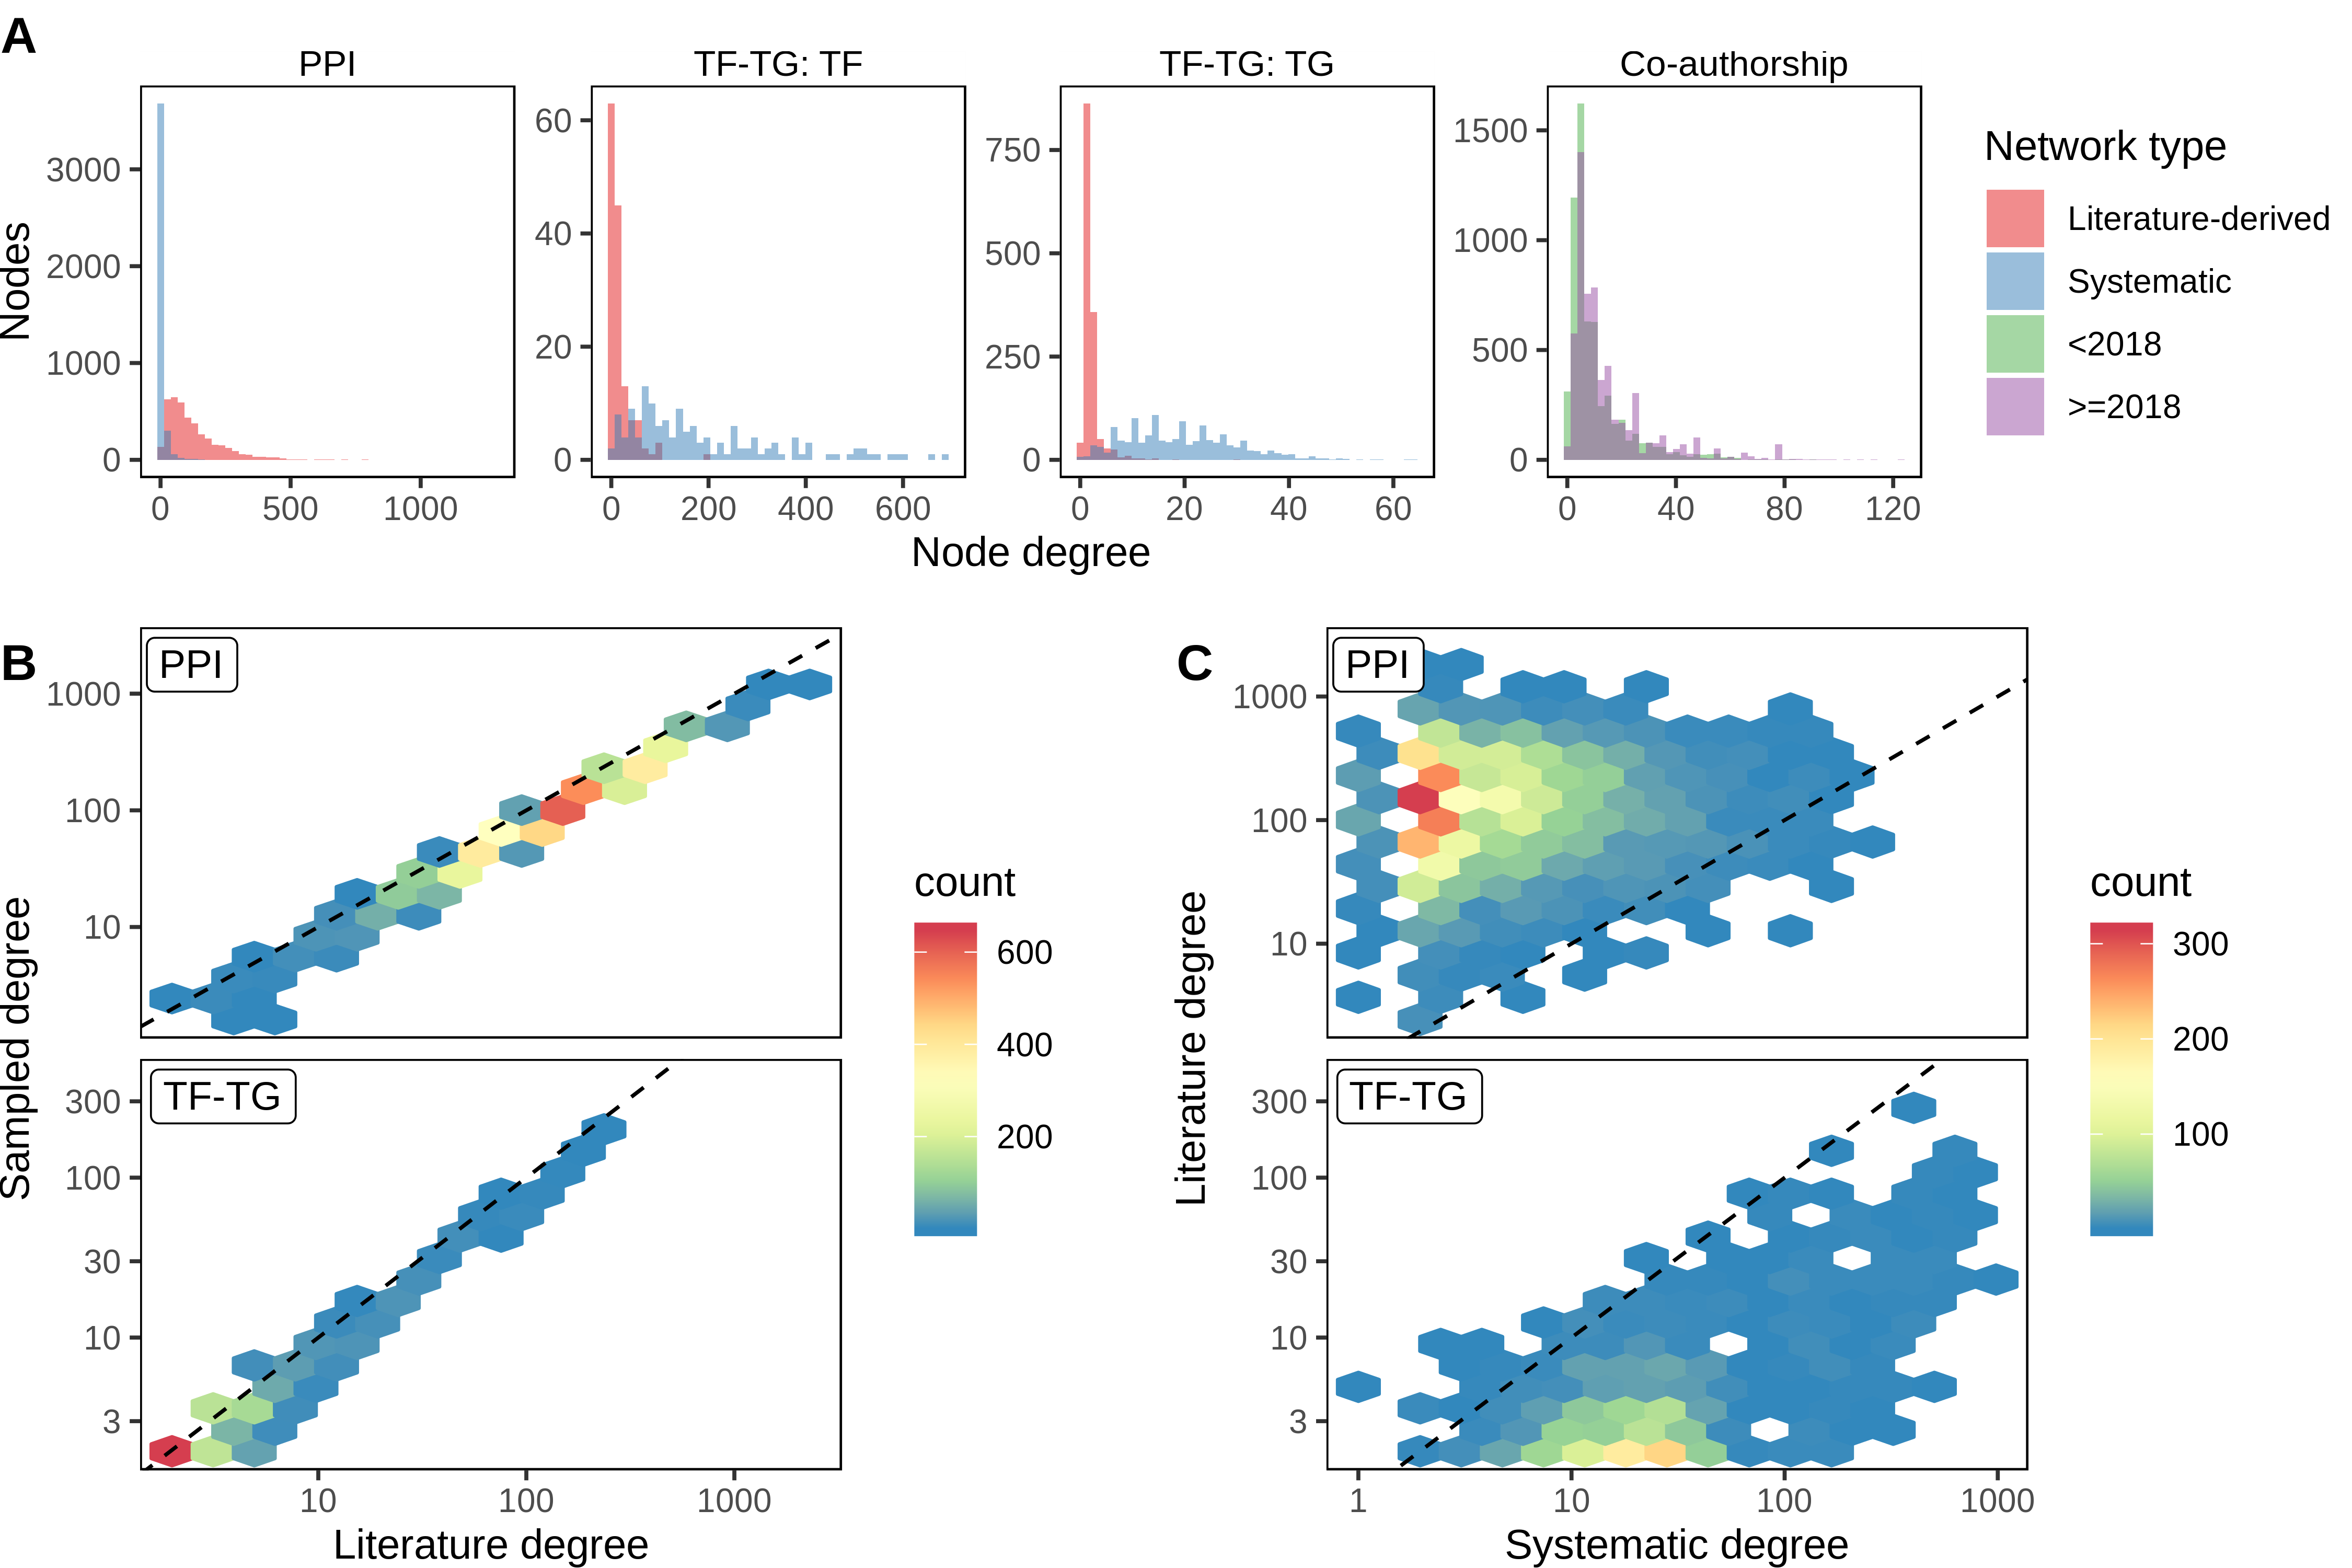 A
PPI
TF-TG: TF
TF-TG: TG
Co-authorship
Nodes
3000
2000
1000
0
0
500
1000
60
40
20
0
0
200
400
600
750
500
250
0
0
20
40
60
1500
1000
500
0
0
40
80
120
Node degree
Network type
Literature-derived
Systematic
<2018
>=2018
B
Sampled degree
PPI
1000
100
10
TF-TG
300
100
30
10
3
10
100
1000
Literature degree
count
600
400
200
C
Literature degree
PPI
1000
100
10
TF-TG
300
100
30
10
3
1
10
100
1000
Systematic degree
count
300
200
100